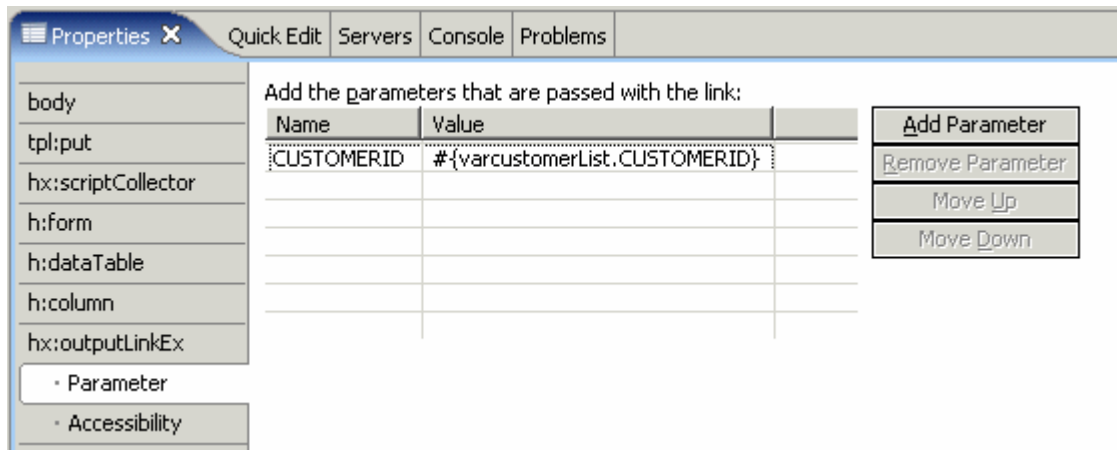 Properties Quick Edit Servers Console Problems
body
tpl:put
hx:scriptCollector
h:form
h:dataTable
h:column
hx:outputLinkEx
· Parameter
· Accessibility
Add the parameters that are passed with the link:
Name Value
CUSTOMERID #{varcustomerList.CUSTOMERID}
Add Parameter
Remove Parameter
Move Up
Move Down